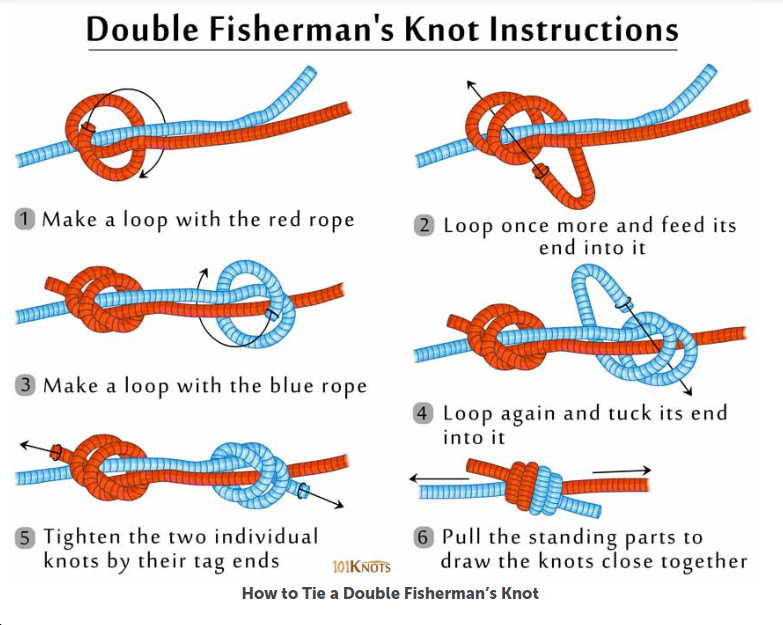 Double Fisherman's Knot Instructions
1 Make a loop with the red rope
2 Loop once more and feed its
end into it
3 Make a loop with the blue rope
4 Loop again and tuck its end
into it
5 Tighten the two individual
knots by their tag ends
6 Pull the standing parts to
draw the knots close together
101KNOTS
How to Tie a Double Fisherman's Knot